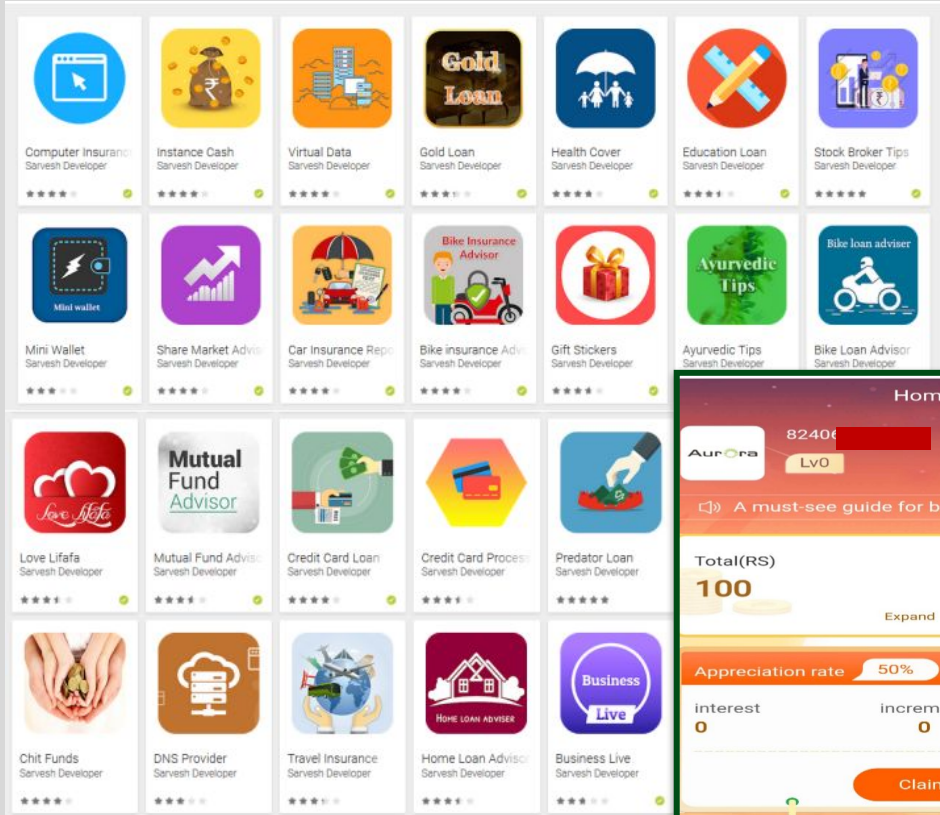 Gold
Loan
Computer Insuranc
Sarvesh Developer
Instance Cash
Sarvesh Developer
Virtual Data
Sarvesh Developer
Gold Loan
Sarvesh Developer
Health Cover
Sarvesh Developer
Education Loan
Sarvesh Developer
Stock Broker Tips
Sarvesh Developer
Mini wallet
Bike Insurance
Advisor
Ayurvedic
Tips
Bike loan adviser
Mini Wallet
Sarvesh Developer
Share Market Advis
Sarvesh Developer
Car Insurance Repo
Sarvesh Developer
Bike insurance Adv
Sarvesh Developer
Gift Stickers
Sarvesh Developer
Ayurvedic Tips
Sarvesh Developer
Bike Loan Advisor
Sarvesh Developer
Love Lifafa
Mutual
Fund
Advisor
Love Lifafa
Sarvesh Developer
Mutual Fund Advis
Sarvesh Developer
Credit Card Loan
Sarvesh Developer
Credit Card Process
Sarvesh Developer
Predator Loan
Sarvesh Developer
HOME LOAN ADVISER
Business
Live
Chit Funds
Sarvesh Developer
DNS Provider
Sarvesh Developer
Travel Insurance
Sarvesh Developer
Home Loan Advisor
Sarvesh Developer
Business Live
Sarvesh Developer
Hom
Aurora
82406
Lv0
A must-see guide for b
Total(RS)
100
Expand
Appreciation rate 50%
interest increm
0 0
Claim